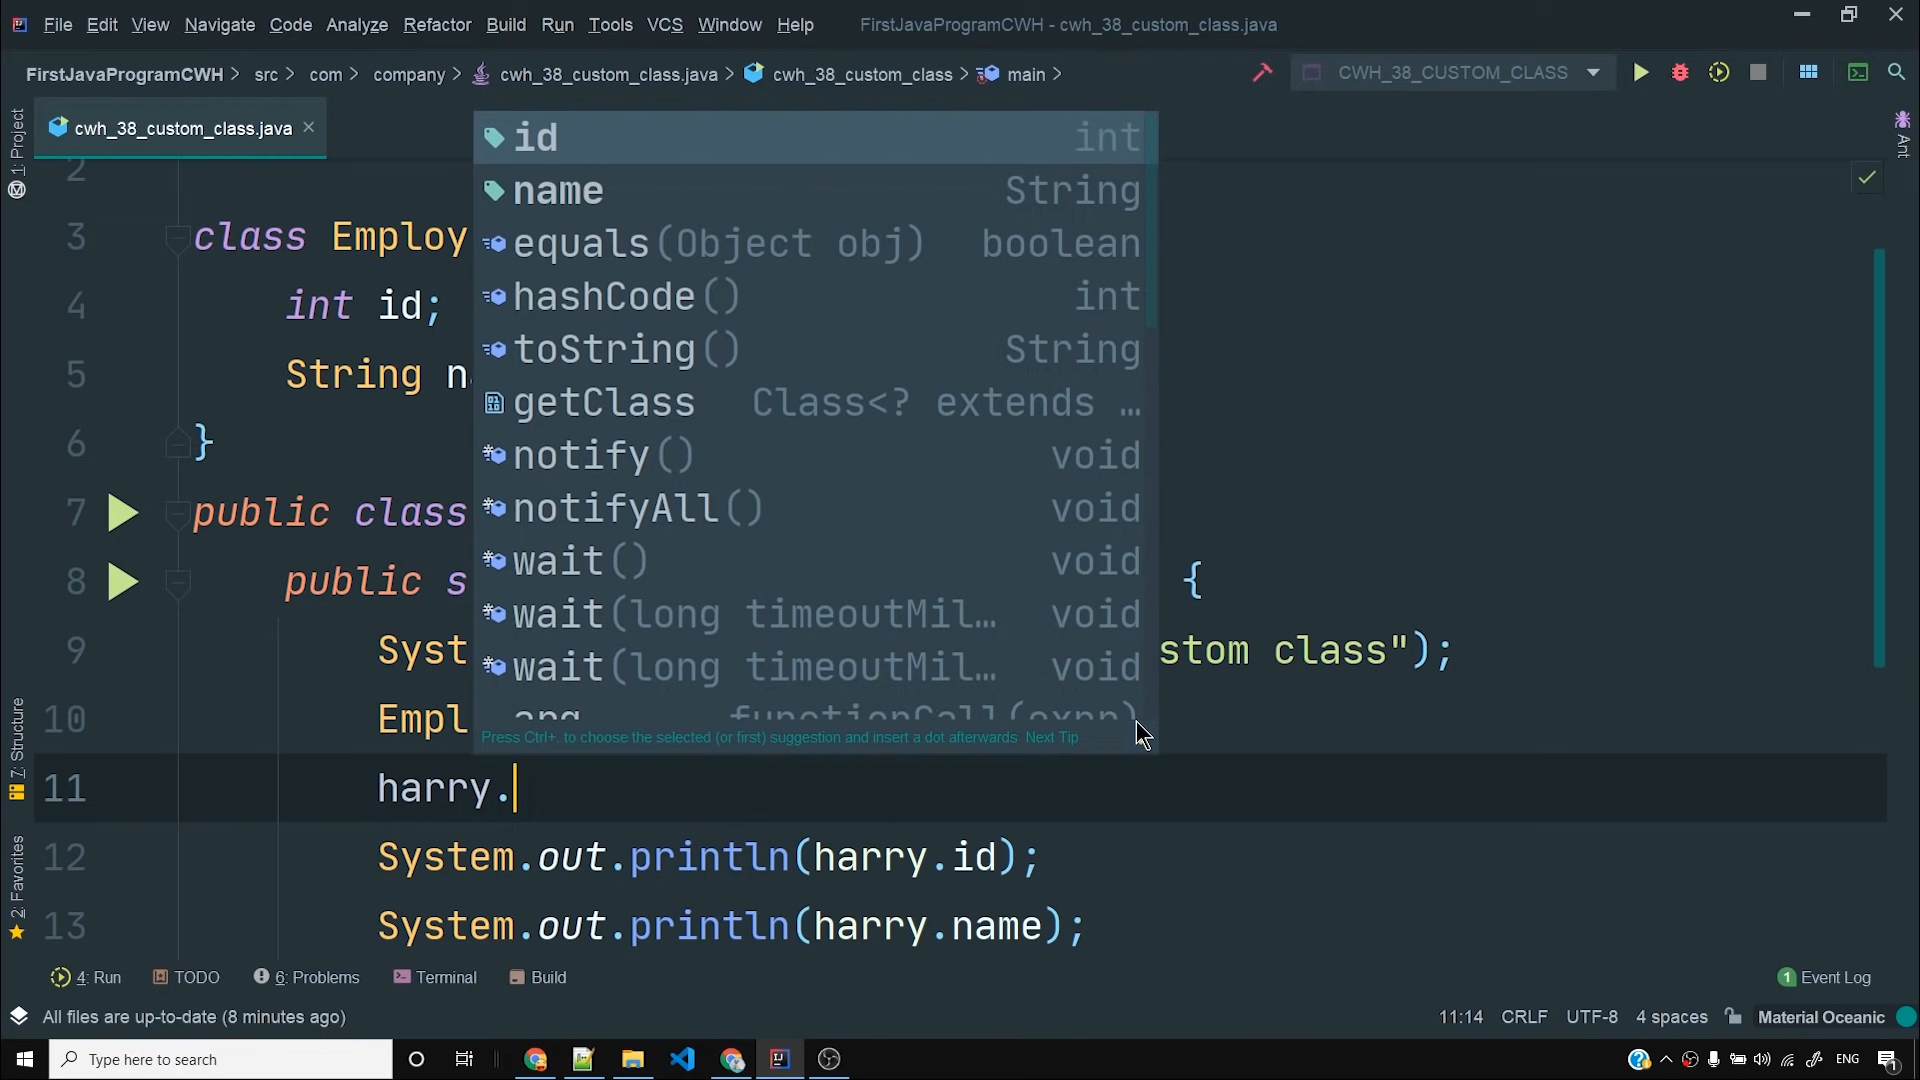 File Edit View Navigate Code Analyze Refactor Build Run Tools VCS Window Help FirstJavaProgramCWH - cwh_38_custom_class.java
FirstJavaProgramCWH > src > com > company > cwh_38_custom_class.java > cwh_38_custom_class > main > CWH_38_CUSTOM_CLASS
1: Project
cwh_38_custom_class.java
Ant
id int
name String
equals(Object obj) boolean
hashCode() int
toString() String
getClass Class<? extends …
notify() void
notifyAll() void
wait() void
wait(long timeoutMil… void
wait(long timeoutMil… void
arg functionCall(expr)
Press Ctrl+. to choose the selected (or first) suggestion and insert a dot afterwards Next Tip
2
3 class Employ
4 int id;
5 String na
6 }
7 public class
8 public s {
9 Syst stom class");
10 Empl
11 harry.
12 System.out.println(harry.id);
13 System.out.println(harry.name);
7: Structure
2: Favorites
4: Run TODO 6: Problems Terminal Build 1 Event Log
All files are up-to-date (8 minutes ago) 11:14 CRLF UTF-8 4 spaces Material Oceanic
Type here to search ENG 1